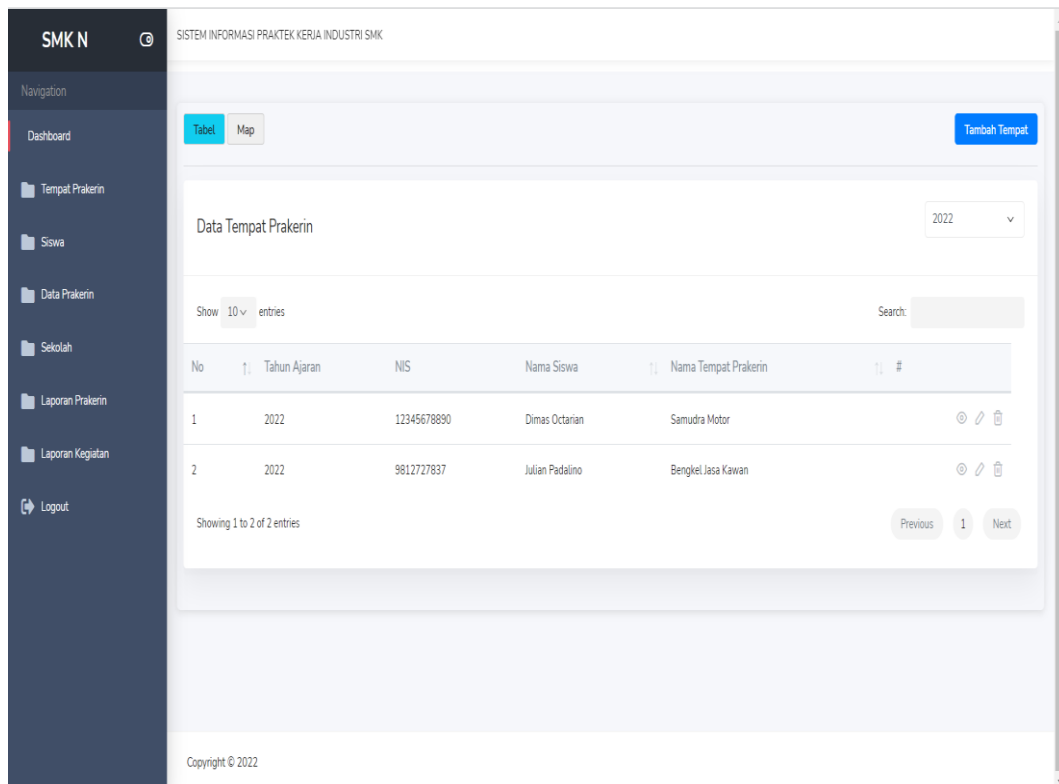 SMK N
SISTEM INFORMASI PRAKTEK KERJA INDUSTRI SMK
Navigation
Dashboard
Tempat Prakerin
Siswa
Data Prakerin
Sekolah
Laporan Prakerin
Laporan Kegiatan
Logout
Tabel Map Tambah Tempat
Data Tempat Prakerin 2022
Show 10 entries Search:
No Tahun Ajaran NIS Nama Siswa Nama Tempat Prakerin #
1 2022 12345678890 Dimas Octarian Samudra Motor
2 2022 9812727837 Julian Padalino Bengkel Jasa Kawan
Showing 1 to 2 of 2 entries Previous 1 Next
Copyright © 2022